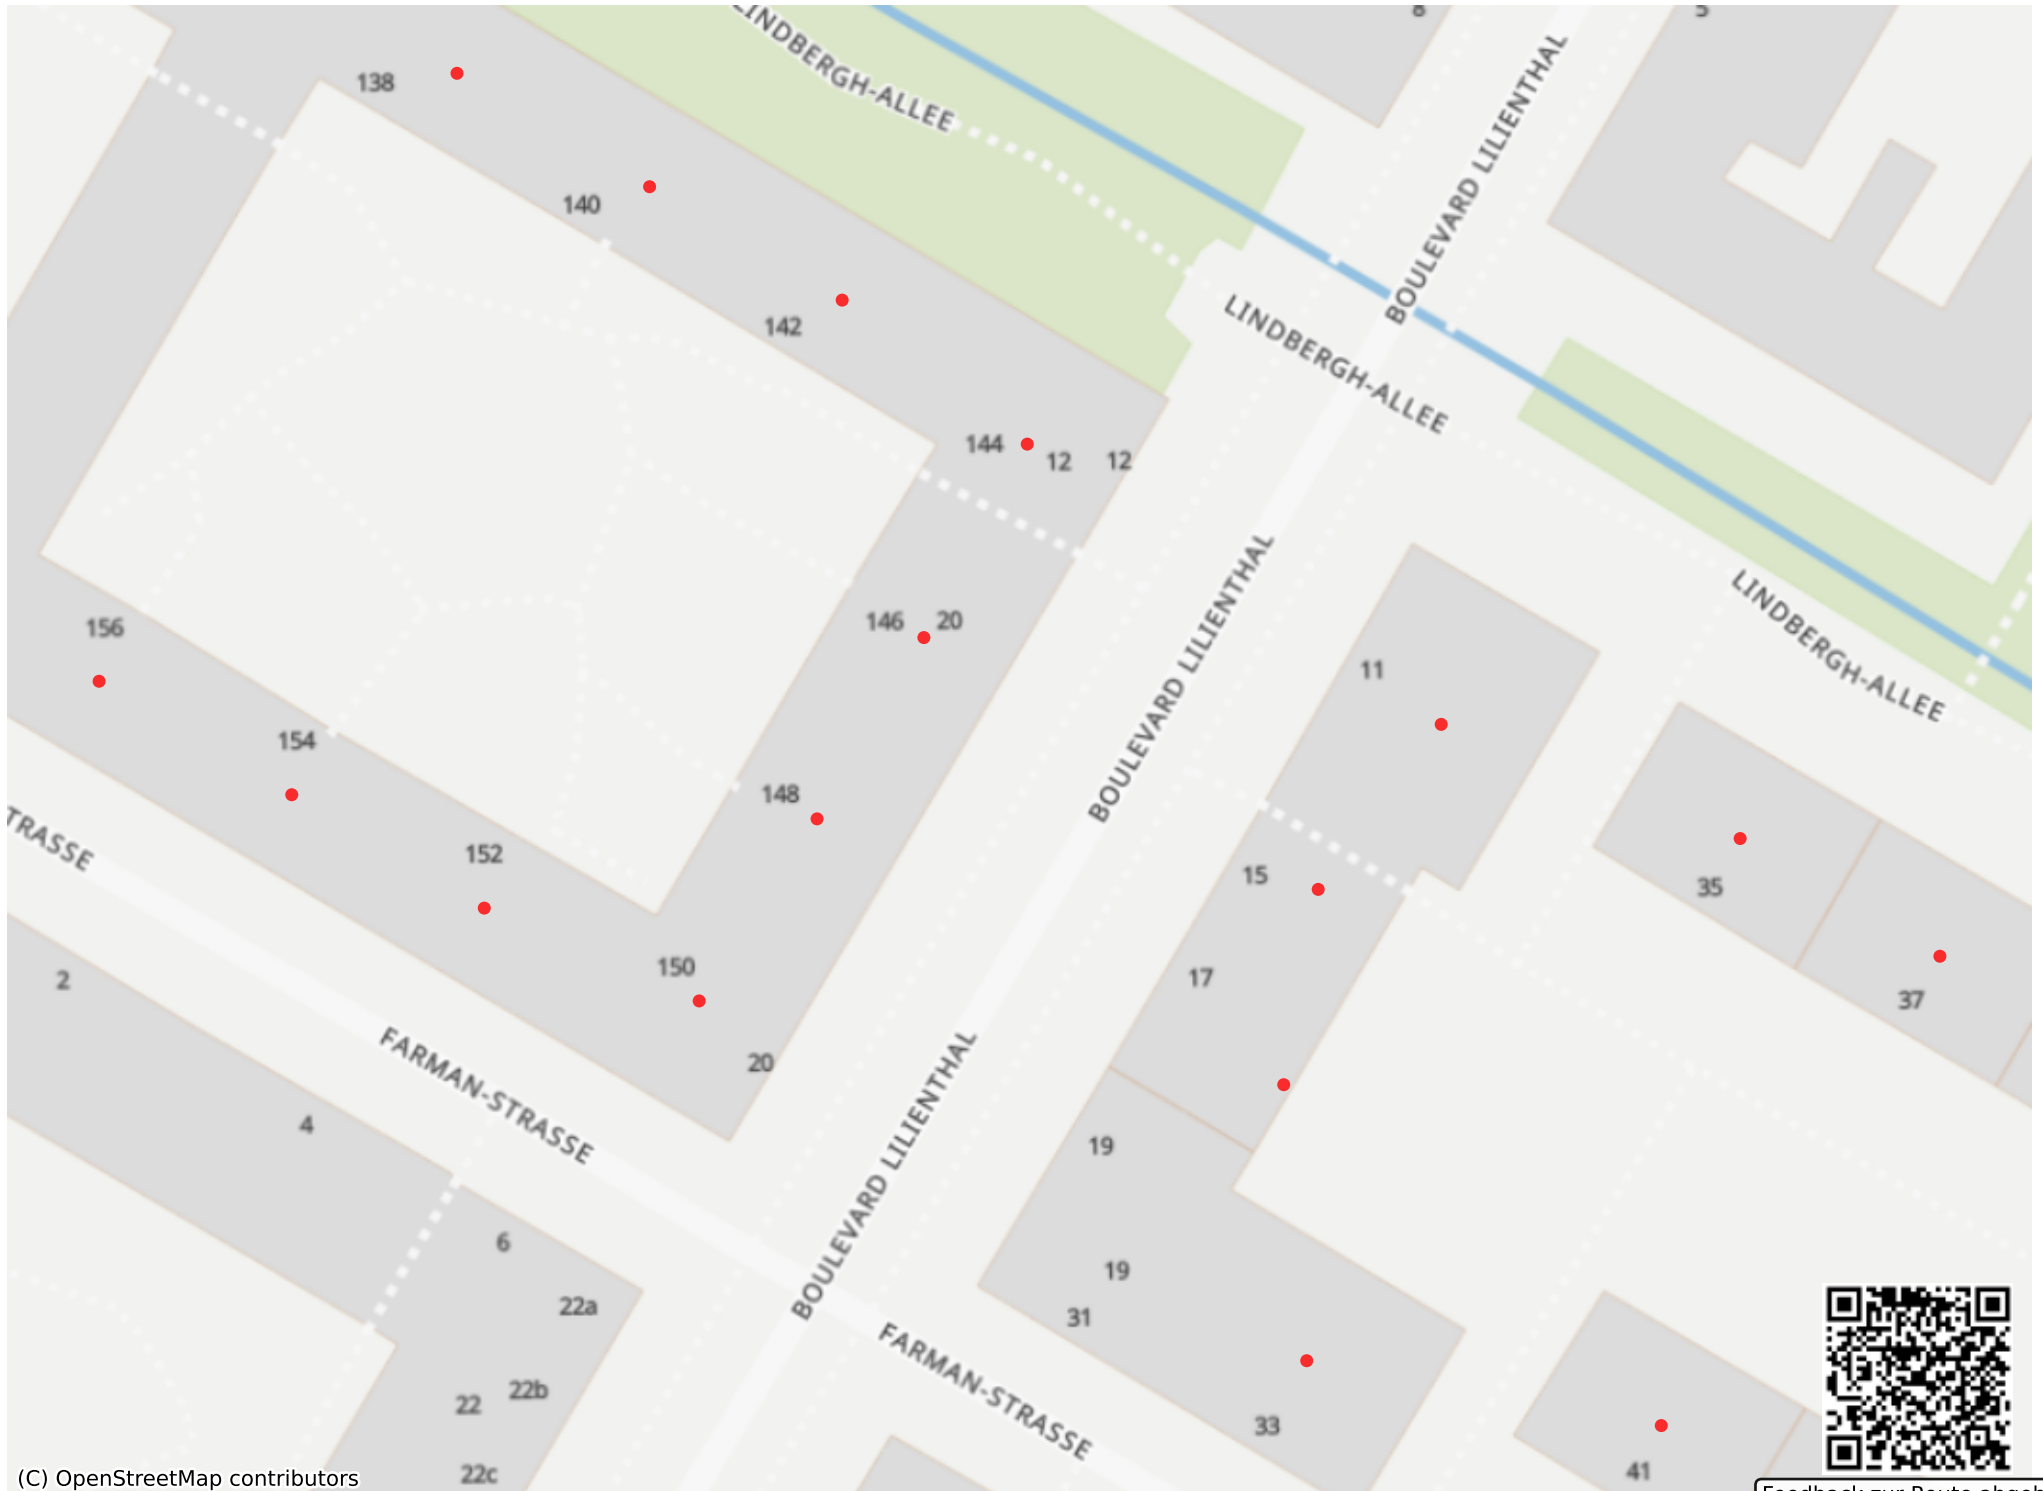 8
5
LINDBERGH-ALLEE
BOULEVARD LILIENTHAL
138
140
142
LINDBERGH-ALLEE
144
12
12
BOULEVARD LILIENTHAL
LINDBERGH-ALLEE
156
146
20
11
154
148
TRASSE
152
15
35
150
17
37
2
20
FARMAN-STRASSE
BOULEVARD LILIENTHAL
4
19
6
19
22a
31
FARMAN-STRASSE
22b
22
33
22c
41
(C) OpenStreetMap contributors